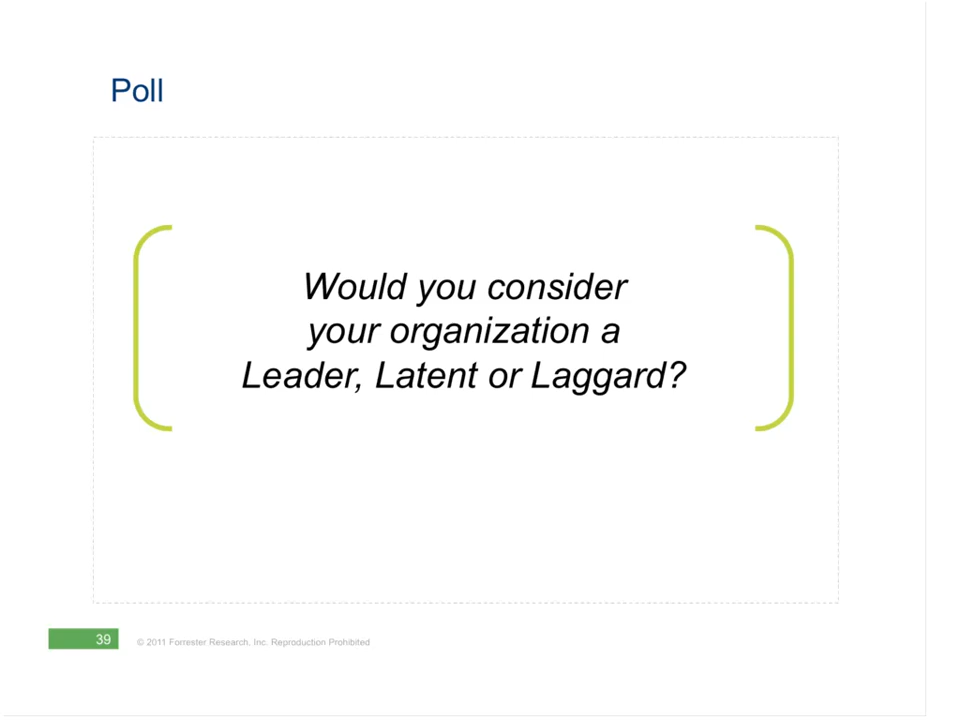 Poll
Would you consider
your organization a
Leader, Latent or Laggard?
39
© 2011 Forrester Research, Inc. Reproduction Prohibited